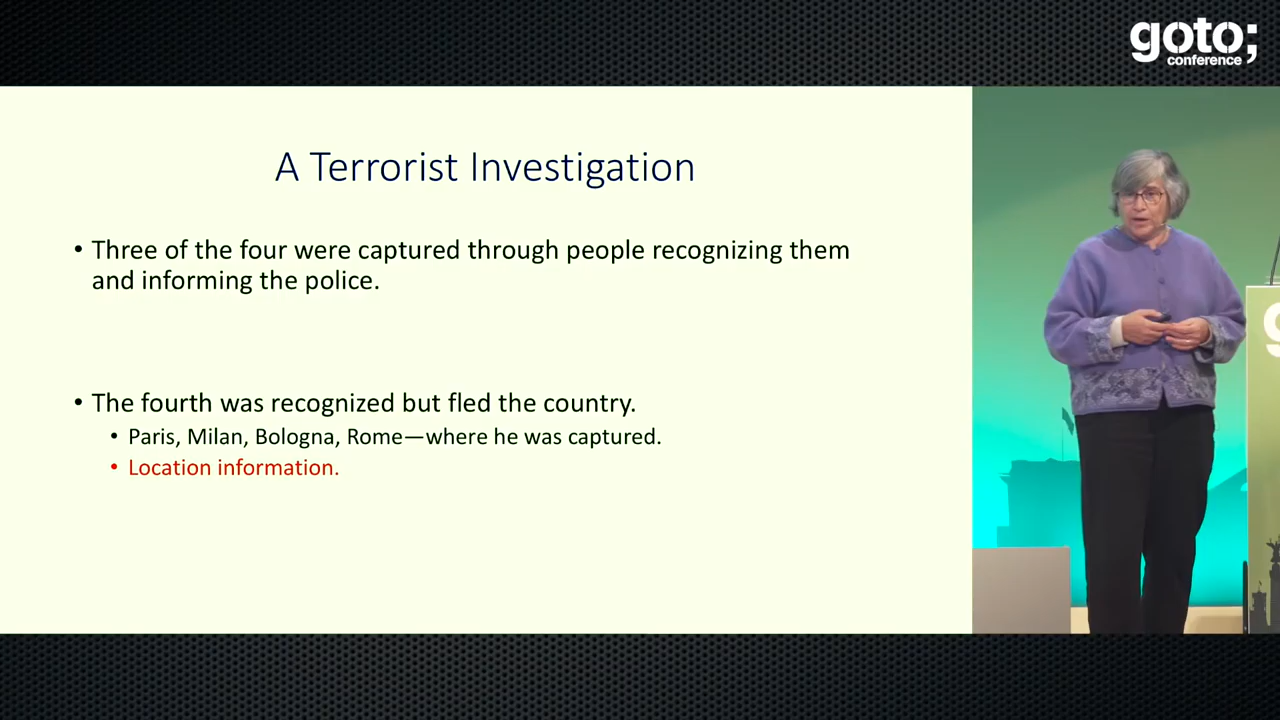 goto;
conference
A Terrorist Investigation
• Three of the four were captured through people recognizing them
and informing the police.
• The fourth was recognized but fled the country.
• Paris, Milan, Bologna, Rome—where he was captured.
• Location information.
g